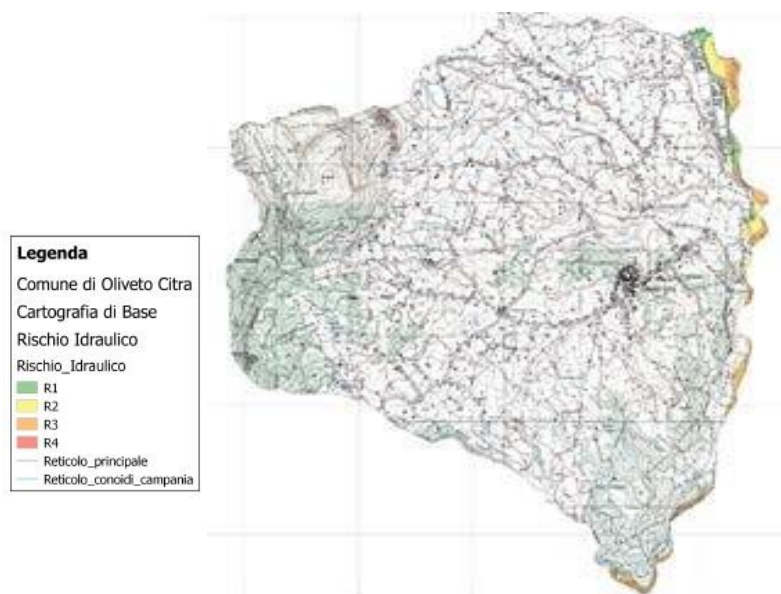 Legenda
Comune di Oliveto Citra
Cartografia di Base
Rischio Idraulico
Rischio_Idraulico
R1
R2
R3
R4
Reticolo_principale
Reticolo_conoidi_campania